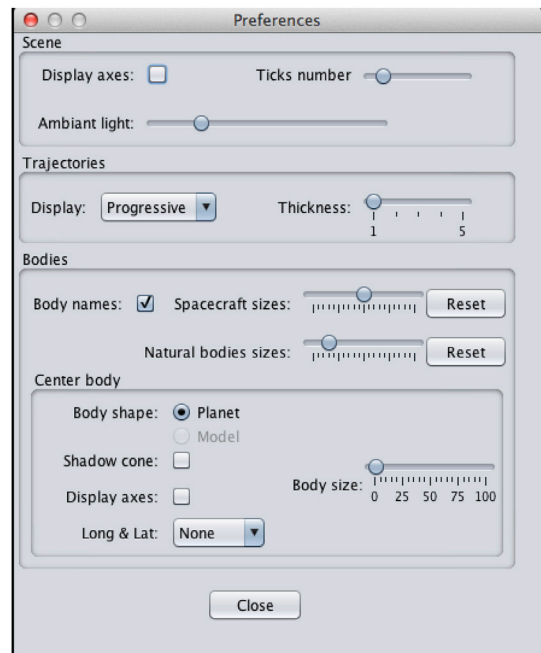 Preferences
Scene
Display axes: Ticks number
Ambiant light:
Trajectories
Display: Progressive Thickness:
1 5
Bodies
Body names: Spacecraft sizes: Reset
Natural bodies sizes: Reset
Center body
Body shape: Planet
Model
Shadow cone:
Body size:
0 25 50 75 100
Display axes:
Long & Lat: None
Close